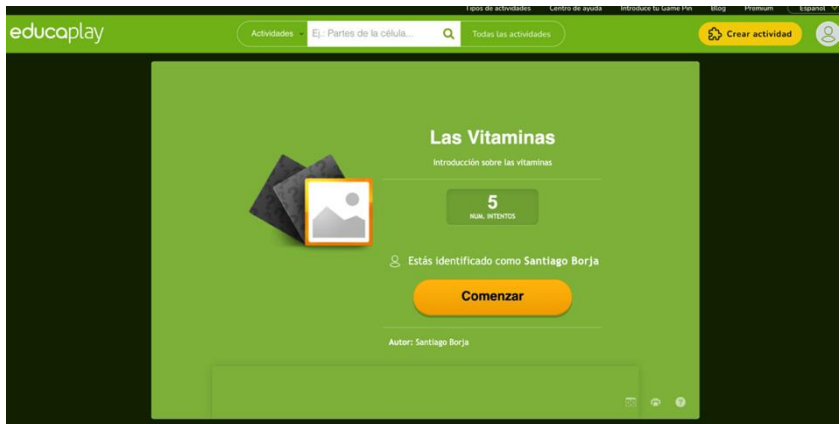 Tipos de actividades Centro de ayuda Introduce tu Game Pin Blog Premium Español
educaplay Actividades Ej.: Partes de la célula... Todas las actividades Crear actividad
Las Vitaminas
Introducción sobre las vitaminas
5
NUM. INTENTOS
Estás identificado como Santiago Borja
Comenzar
Autor: Santiago Borja